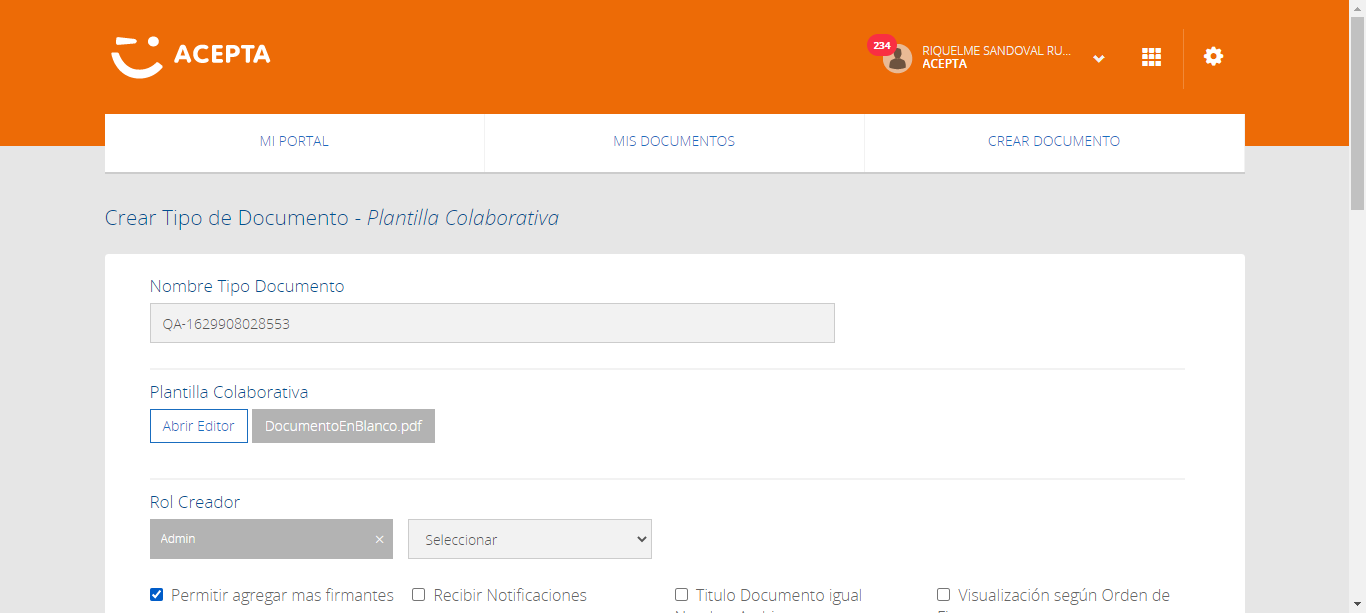 ACEPTA
234
RIQUELME SANDOVAL RU...
ACEPTA
MI PORTAL
MIS DOCUMENTOS
CREAR DOCUMENTO
Crear Tipo de Documento - Plantilla Colaborativa
Nombre Tipo Documento
QA-1629908028553
Plantilla Colaborativa
Abrir Editor
DocumentoEnBlanco.pdf
Rol Creador
Admin ×
Seleccionar
Permitir agregar mas firmantes
Recibir Notificaciones
Titulo Documento igual
Visualización según Orden de